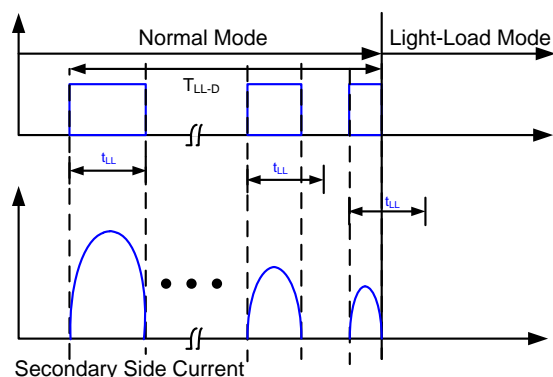 Normal Mode
Light-Load Mode
TLL-D
tLL
tLL
tLL
Secondary Side Current